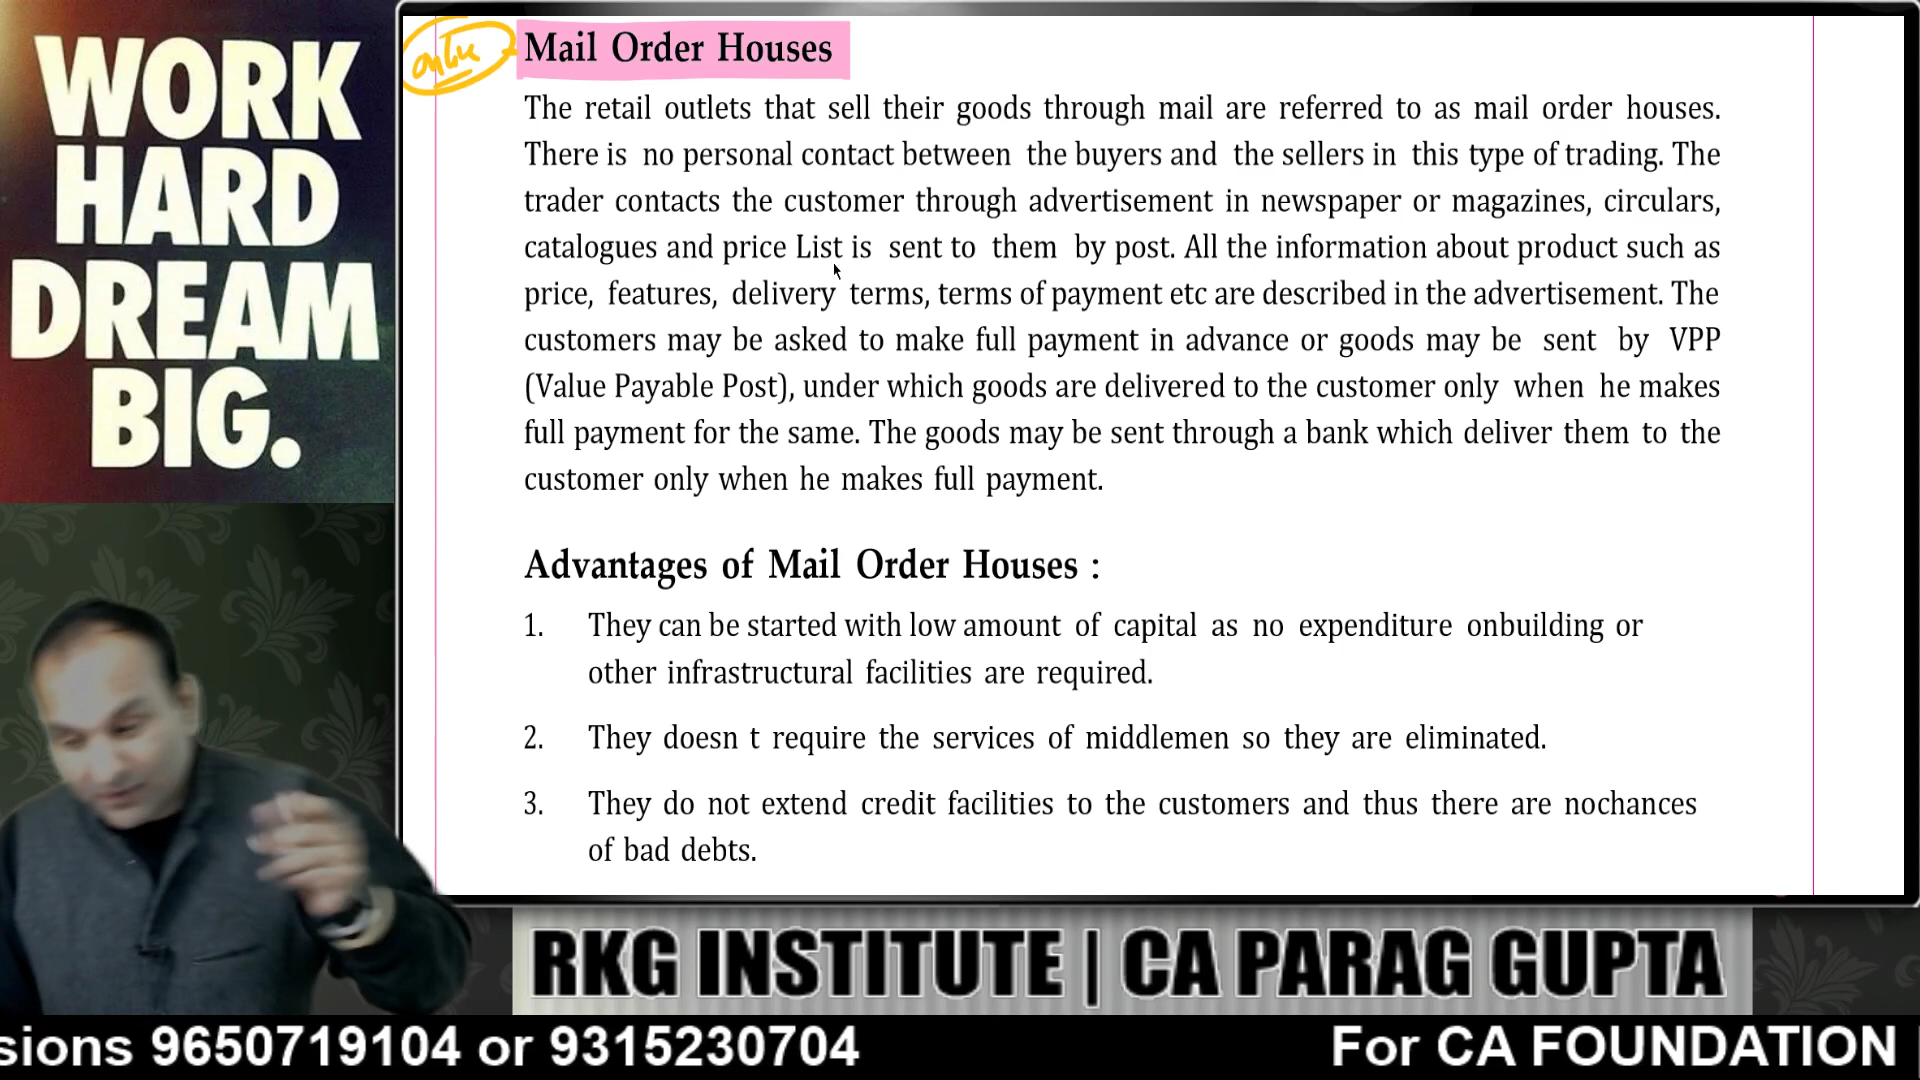 WORK
HARD
DREAM
BIG.
Mail Order Houses
The retail outlets that sell their goods through mail are referred to as mail order houses.
There is no personal contact between the buyers and the sellers in this type of trading. The
trader contacts the customer through advertisement in newspaper or magazines, circulars,
catalogues and price List is sent to them by post. All the information about product such as
price, features, delivery terms, terms of payment etc are described in the advertisement. The
customers may be asked to make full payment in advance or goods may be sent by VPP
(Value Payable Post), under which goods are delivered to the customer only when he makes
full payment for the same. The goods may be sent through a bank which deliver them to the
customer only when he makes full payment.
Advantages of Mail Order Houses :
1. They can be started with low amount of capital as no expenditure onbuilding or
other infrastructural facilities are required.
2. They doesn t require the services of middlemen so they are eliminated.
3. They do not extend credit facilities to the customers and thus there are nochances
of bad debts.
RKG INSTITUTE | CA PARAG GUPTA
sions 9650719104 or 9315230704 For CA FOUNDATION